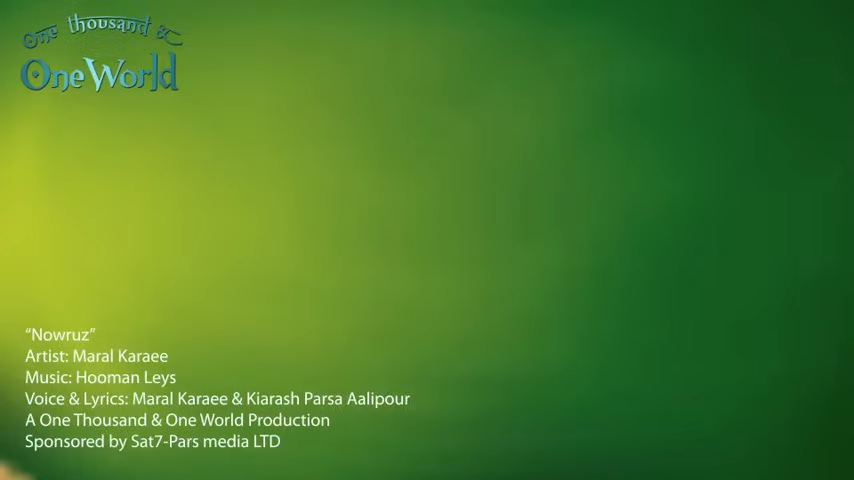 One thousand &
One World
“Nowruz”
Artist: Maral Karaee
Music: Hooman Leys
Voice & Lyrics: Maral Karaee & Kiarash Parsa Aalipour
A One Thousand & One World Production
Sponsored by Sat7-Pars media LTD